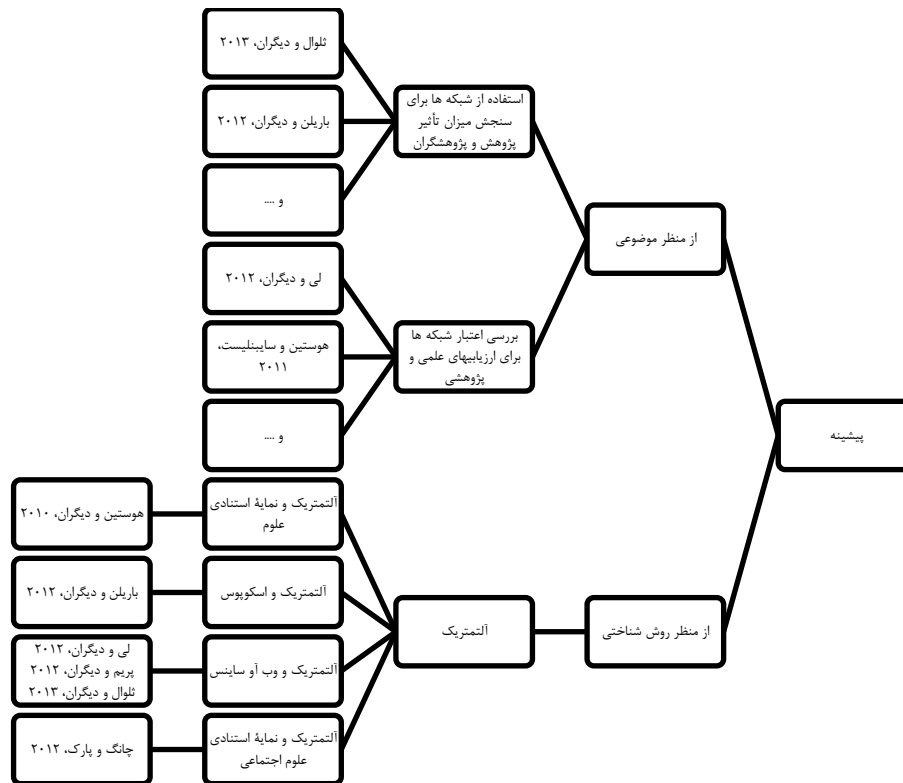 پیشینه
از منظر موضوعی
استفاده از شبکه ها برای
سنجش میزان تأثیر
پژوهش و پژوهشگران
ثلوال و دیگران، ۲۰۱۳
باریلن و دیگران، ۲۰۱۲
و ....
بررسی اعتبار شبکه ها
برای ارزیابیهای علمی و
پژوهشی
لی و دیگران، ۲۰۱۲
هوستین و سایبنلیست،
۲۰۱۱
و ....
از منظر روش شناختی
آلتمتریک
آلتمتریک و نمایۀ استنادی
علوم
هوستین و دیگران، ۲۰۱۰
آلتمتریک و اسکوپوس
باریلن و دیگران، ۲۰۱۲
آلتمتریک و وب آو ساینس
لی و دیگران، ۲۰۱۲
پریم و دیگران، ۲۰۱۲
ثلوال و دیگران، ۲۰۱۳
آلتمتریک و نمایۀ استنادی
علوم اجتماعی
چانگ و پارک، ۲۰۱۲